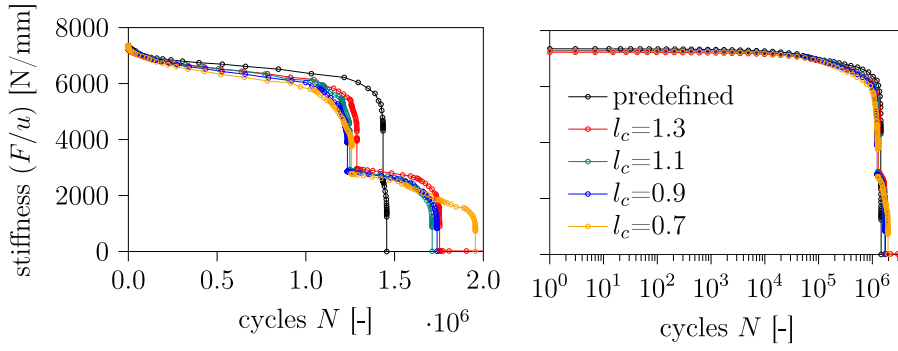 stiffness (F/u) [N/mm]
8000
6000
4000
2000
0
0.0 0.5 1.0 1.5 2.0
cycles N [-] ·10⁶
predefined
l_c=1.3
l_c=1.1
l_c=0.9
l_c=0.7
10⁰ 10¹ 10² 10³ 10⁴ 10⁵ 10⁶
cycles N [-]